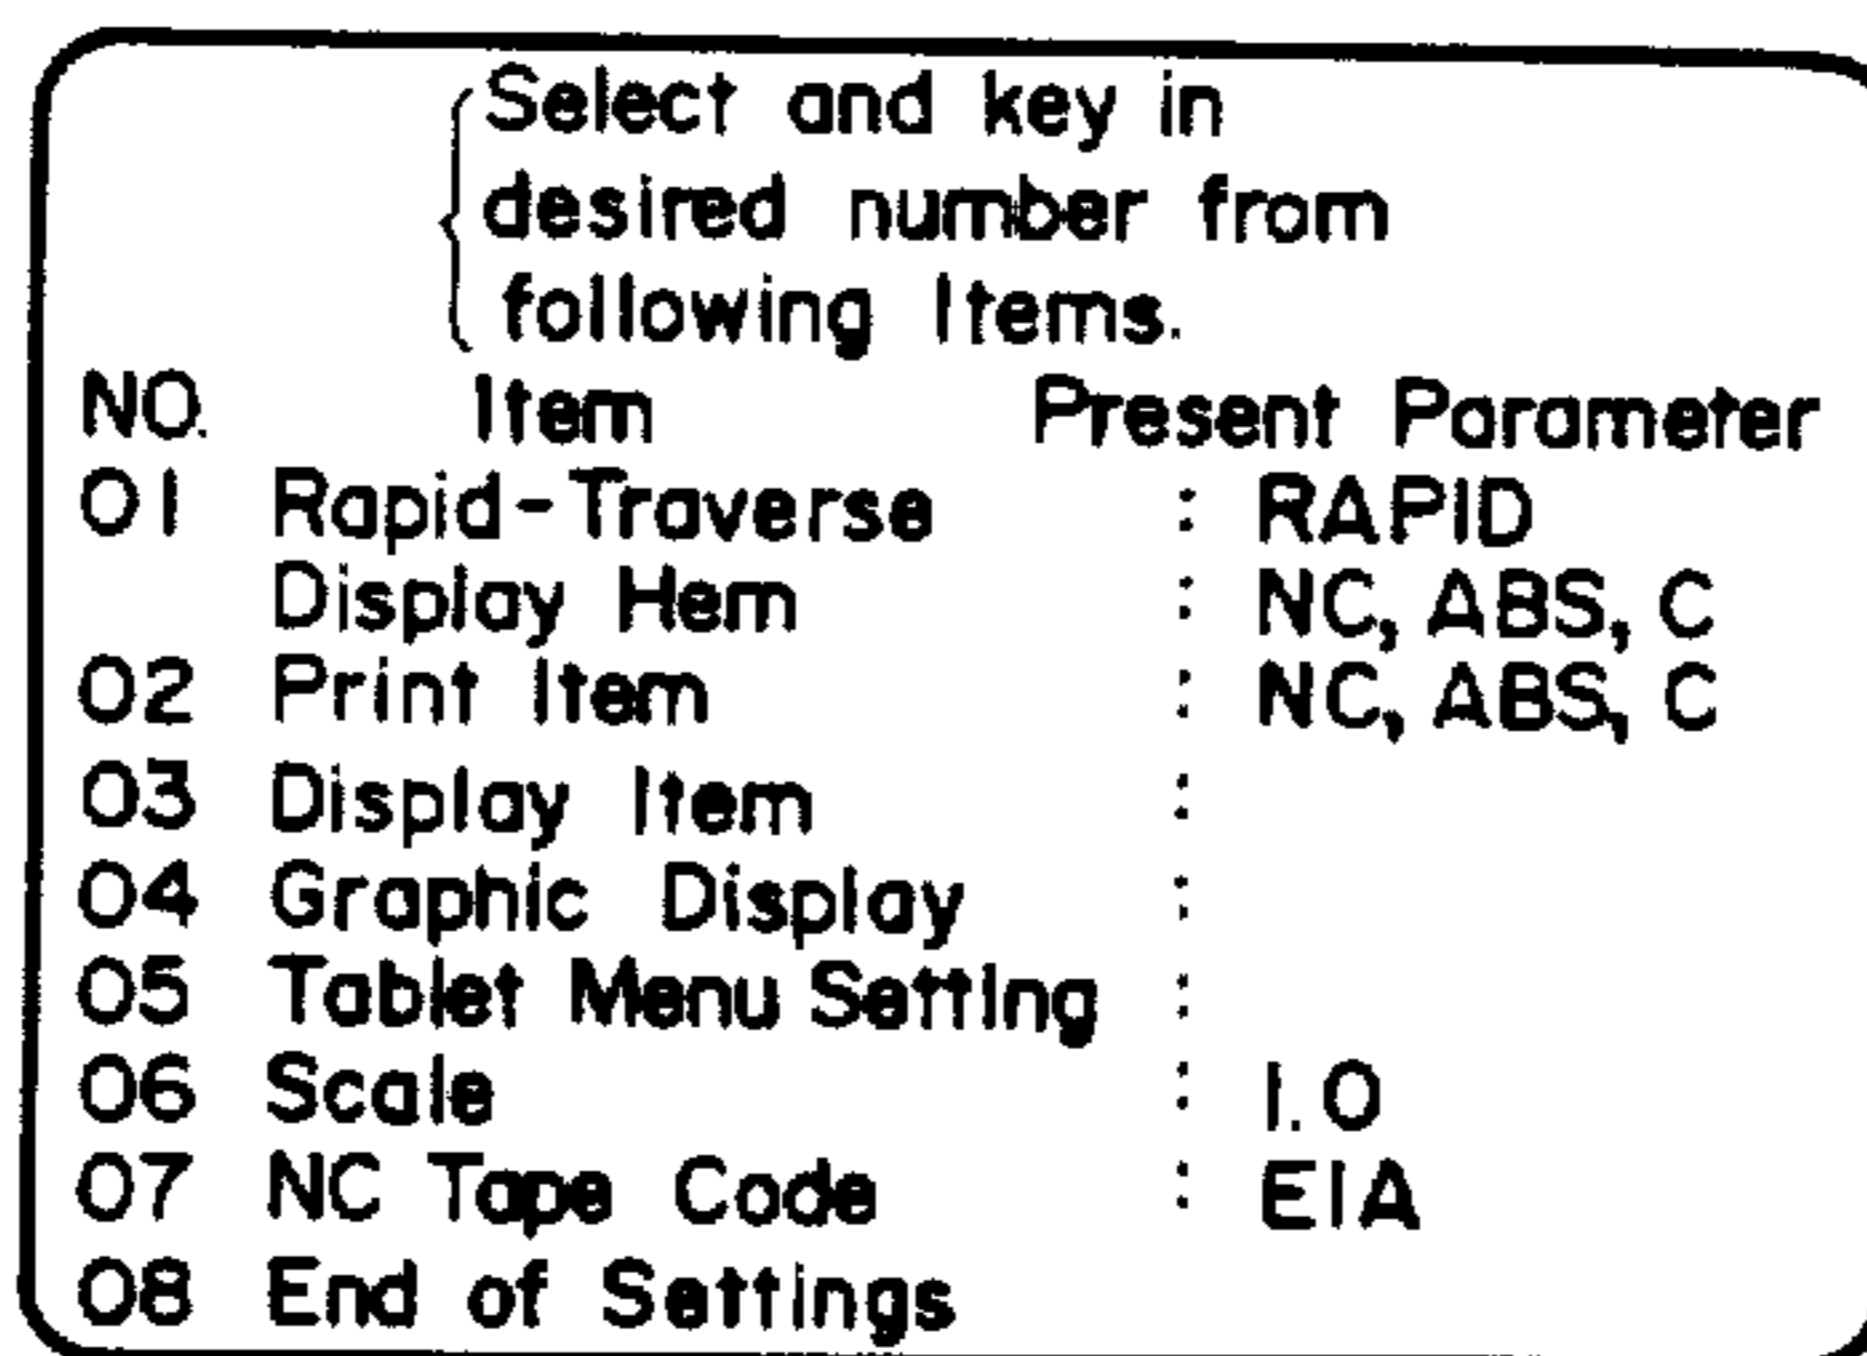 Select and key in
desired number from
following Items.
NO. Item Present Parameter
01 Rapid-Traverse : RAPID
Display Hem : NC, ABS, C
02 Print Item : NC, ABS, C
03 Display Item :
04 Graphic Display :
05 Tablet Menu Setting :
06 Scale : 1.0
07 NC Tape Code : EIA
08 End of Settings